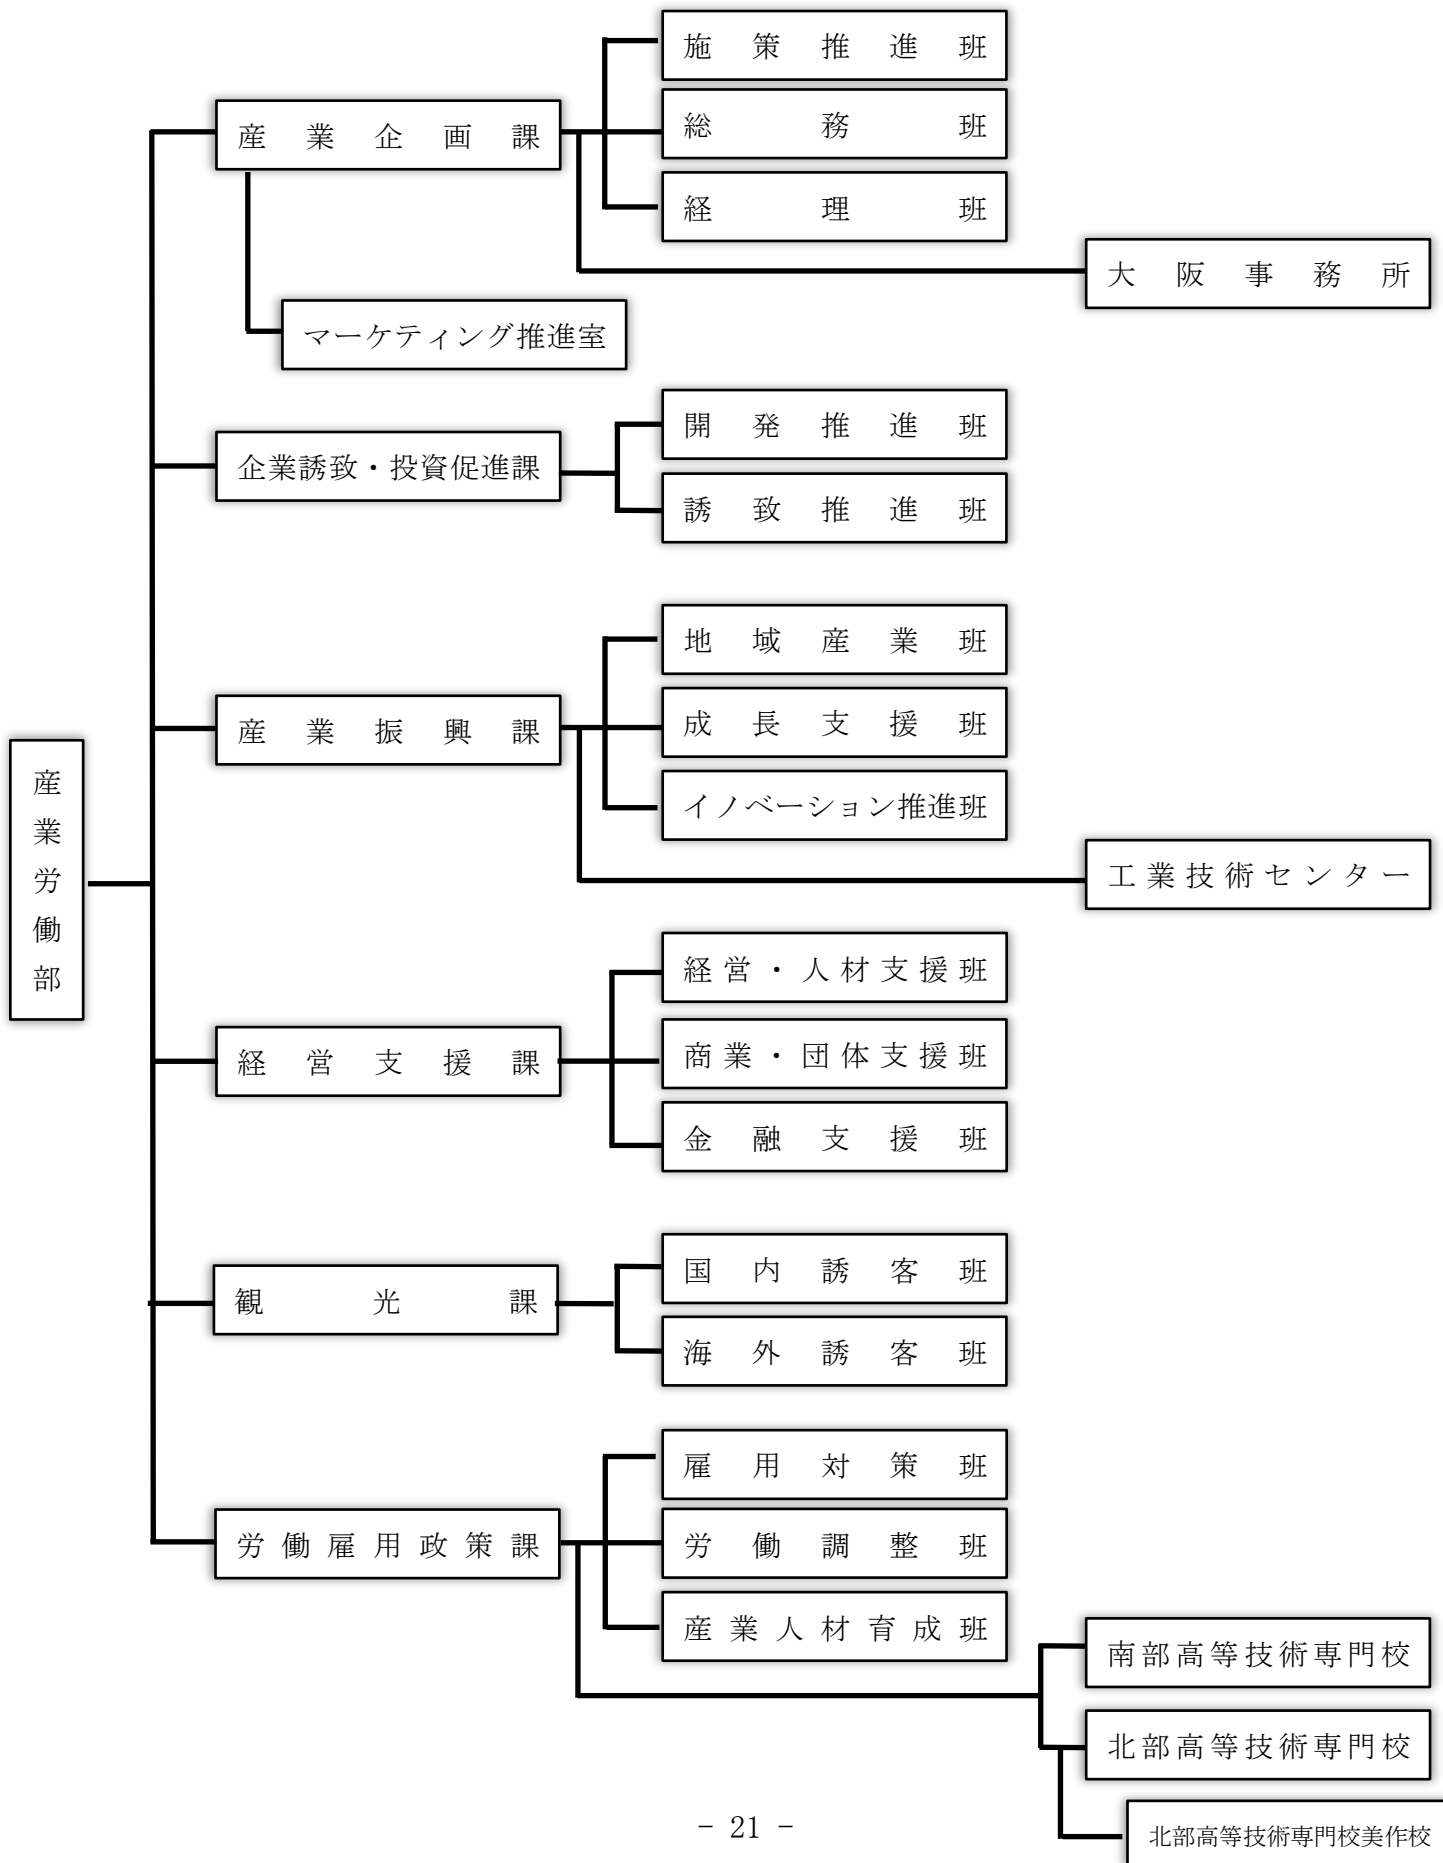 産業労働部
産業企画課
施策推進班
総務班
経理班
大阪事務所
マーケティング推進室
企業誘致・投資促進課
開発推進班
誘致推進班
産業振興課
地域産業班
成長支援班
イノベーション推進班
工業技術センター
経営支援課
経営・人材支援班
商業・団体支援班
金融支援班
観光課
国内誘客班
海外誘客班
労働雇用政策課
雇用対策班
労働調整班
産業人材育成班
南部高等技術専門校
北部高等技術専門校
北部高等技術専門校美作校
- 21 -